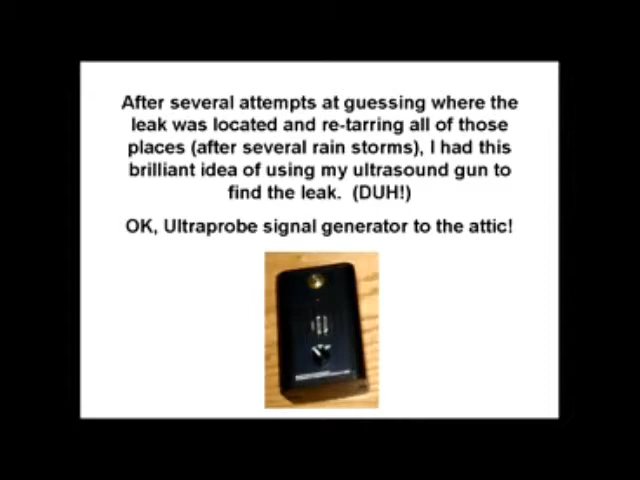 After several attempts at guessing where the
leak was located and re-tarring all of those
places (after several rain storms), I had this
brilliant idea of using my ultrasound gun to
find the leak.  (DUH!)
OK, Ultraprobe signal generator to the attic!